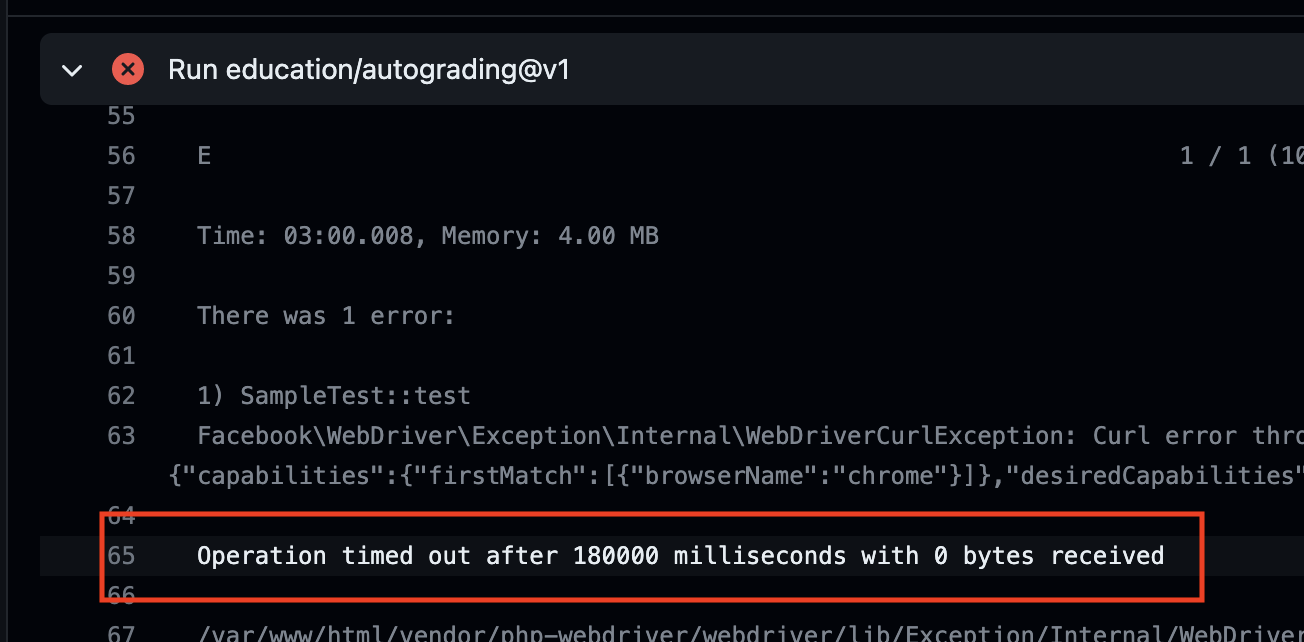 Run education/autograding@v1
55
56 E 1 / 1 (10
57
58 Time: 03:00.008, Memory: 4.00 MB
59
60 There was 1 error:
61
62 1) SampleTest::test
63 Facebook\WebDriver\Exception\Internal\WebDriverCurlException: Curl error thro
{"capabilities":{"firstMatch":[{"browserName":"chrome"}]},"desiredCapabilities"
64
65 Operation timed out after 180000 milliseconds with 0 bytes received
66
67 /var/www/html/vendor/php-webdriver/webdriver/lib/Exception/Internal/WebDriver